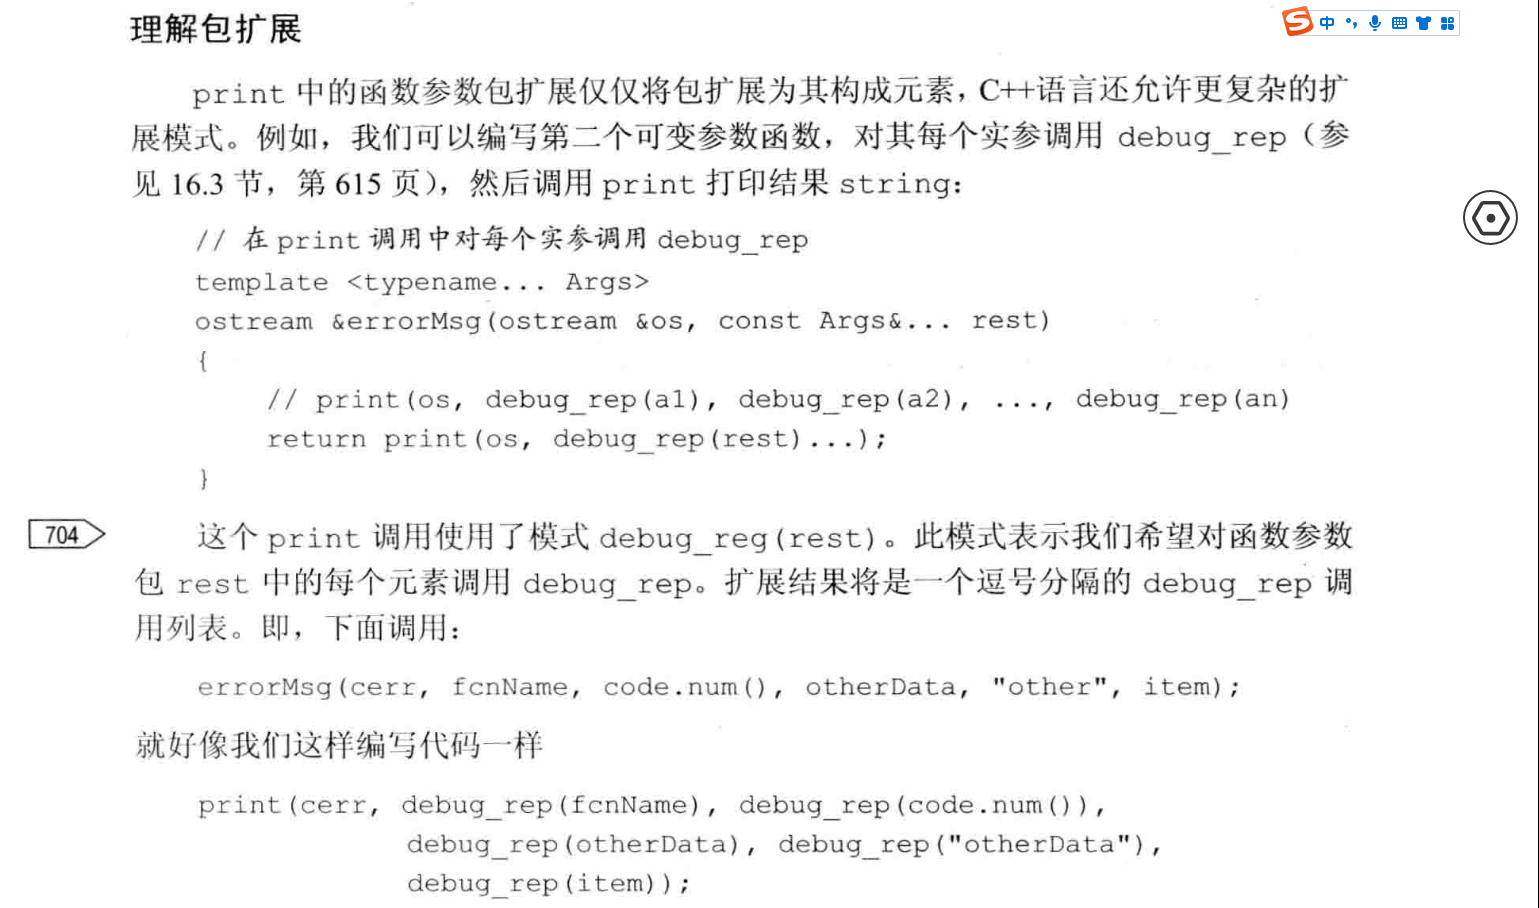 理解包扩展
中
print 中的函数参数包扩展仅仅将包扩展为其构成元素，C++语言还允许更复杂的扩
展模式。例如，我们可以编写第二个可变参数函数，对其每个实参调用 debug_rep（参
见 16.3 节，第 615 页），然后调用 print 打印结果 string：
// 在 print 调用中对每个实参调用 debug_rep
template <typename... Args>
ostream &errorMsg(ostream &os, const Args&... rest)
{
// print(os, debug_rep(a1), debug_rep(a2), ..., debug_rep(an)
return print(os, debug_rep(rest)...);
}
704
这个 print 调用使用了模式 debug_reg(rest)。此模式表示我们希望对函数参数
包 rest 中的每个元素调用 debug_rep。扩展结果将是一个逗号分隔的 debug_rep 调
用列表。即，下面调用：
errorMsg(cerr, fcnName, code.num(), otherData, "other", item);
就好像我们这样编写代码一样
print(cerr, debug_rep(fcnName), debug_rep(code.num()),
debug_rep(otherData), debug_rep("otherData"),
debug_rep(item));